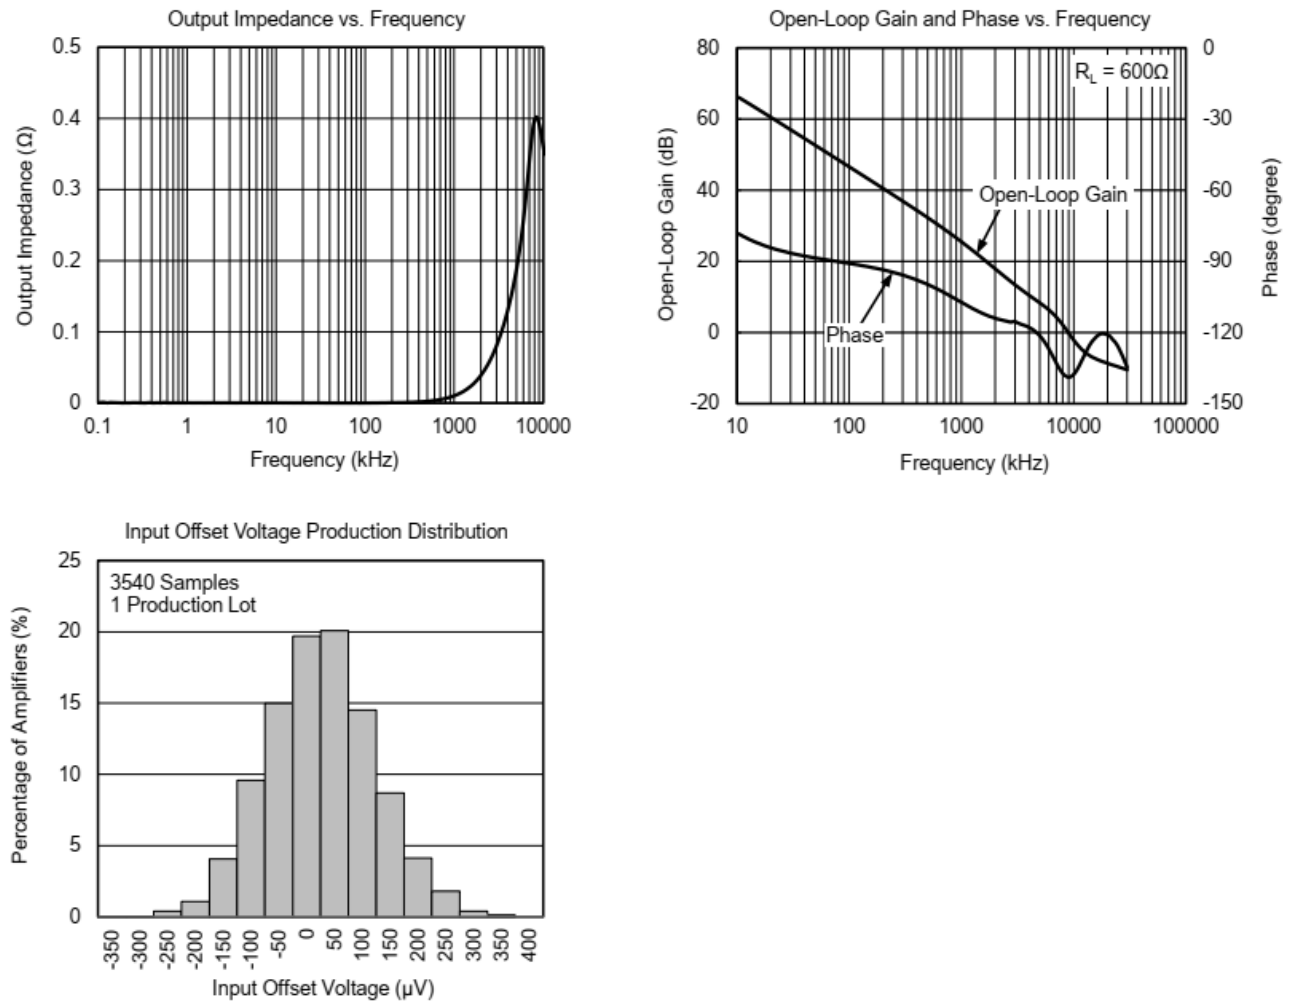 Output Impedance vs. Frequency
0.5
0.4
0.3
0.2
0.1
0
Output Impedance (Ω)
0.1 1 10 100 1000 10000
Frequency (kHz)
Open-Loop Gain and Phase vs. Frequency
80
60
40
20
0
-20
Open-Loop Gain (dB)
R_L = 600Ω
Open-Loop Gain
Phase
0
-30
-60
-90
-120
-150
Phase (degree)
10 100 1000 10000 100000
Frequency (kHz)
Input Offset Voltage Production Distribution
25
20
15
10
5
0
Percentage of Amplifiers (%)
3540 Samples
1 Production Lot
-350 -300 -250 -200 -150 -100 -50 0 50 100 150 200 250 300 350 400
Input Offset Voltage (μV)